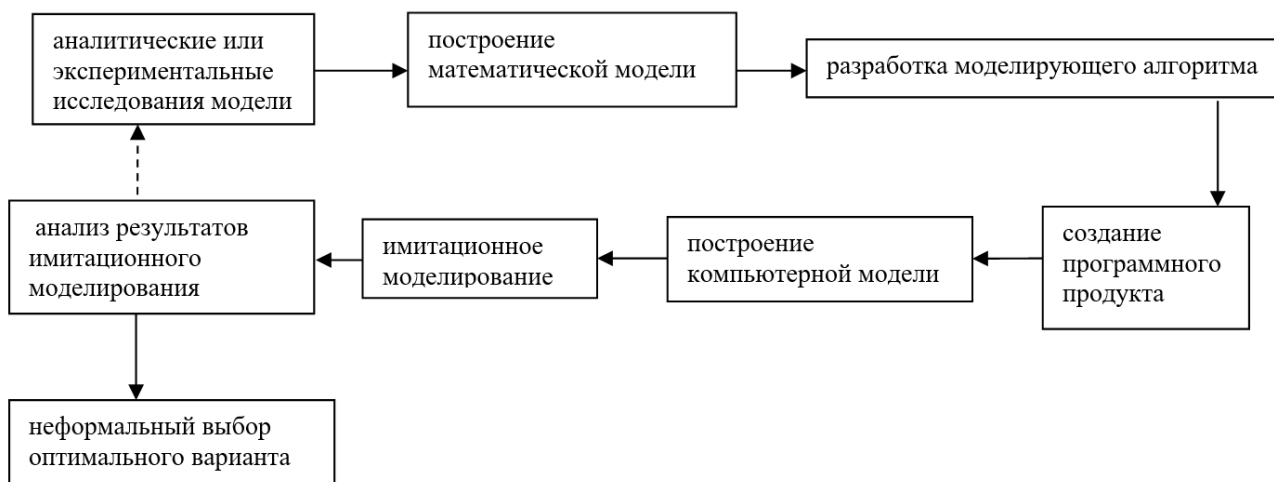 аналитические или
экспериментальные
исследования модели
построение
математической модели
разработка моделирующего алгоритма
создание
программного
продукта
построение
компьютерной модели
имитационное
моделирование
анализ результатов
имитационного
моделирования
неформальный выбор
оптимального варианта